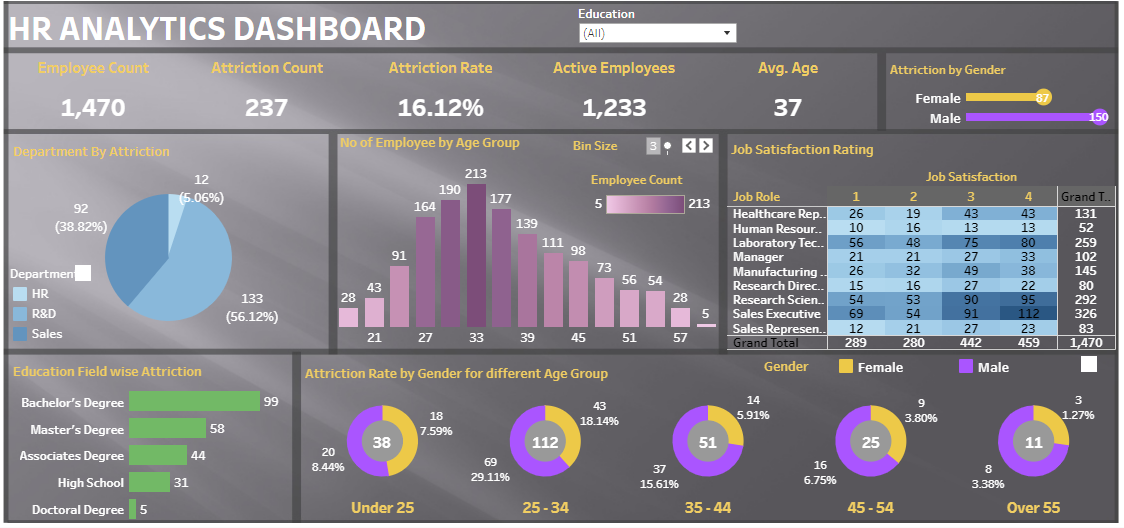 HR ANALYTICS DASHBOARD
Education
(All)
Employee Count
Attriction Count
Attriction Rate
Active Employees
Avg. Age
1,470
237
16.12%
1,233
37
Attriction by Gender
Female 87
Male 150
Department By Attriction
12
(5.06%)
92
(38.82%)
133
(56.12%)
Department
HR
R&D
Sales
No of Employee by Age Group
Bin Size 3
Employee Count
5 213
28 43 91 164 190 213 177 139 111 98 73 56 54 28 5
21 27 33 39 45 51 57
Job Satisfaction Rating
Job Satisfaction
Job Role 1 2 3 4 Grand T..
Healthcare Rep.. 26 19 43 43 131
Human Resour.. 10 16 13 13 52
Laboratory Tec.. 56 48 75 80 259
Manager 21 21 27 33 102
Manufacturing .. 26 32 49 38 145
Research Direc.. 15 16 27 22 80
Research Scien.. 54 53 90 95 292
Sales Executive 69 54 91 112 326
Sales Represen.. 12 21 27 23 83
Grand Total 289 280 442 459 1,470
Education Field wise Attriction
Bachelor's Degree 99
Master's Degree 58
Associates Degree 44
High School 31
Doctoral Degree 5
Attriction Rate by Gender for different Age Group
Gender Female Male
18
7.59%
38
20
8.44%
Under 25
43
18.14%
112
69
29.11%
25 - 34
14
5.91%
51
37
15.61%
35 - 44
9
3.80%
25
16
6.75%
45 - 54
3
1.27%
11
8
3.38%
Over 55